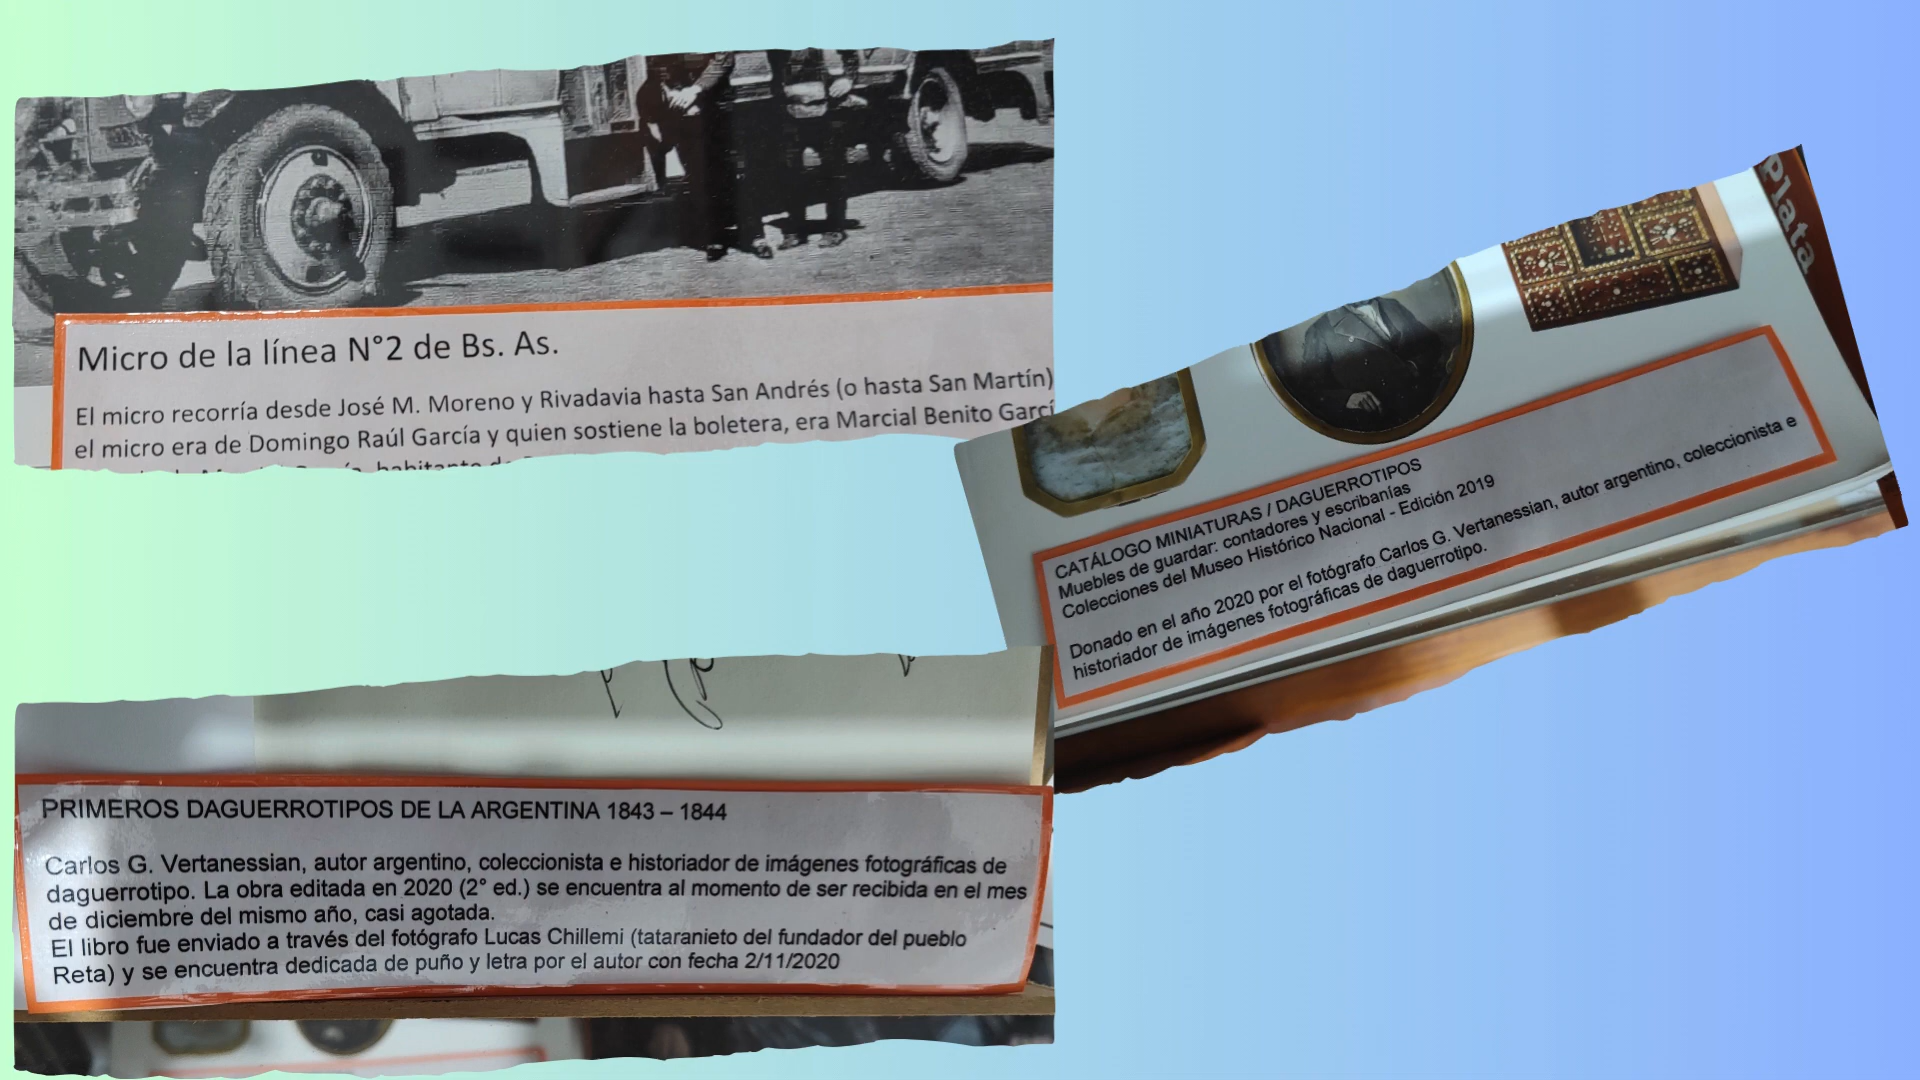 Micro de la línea N°2 de Bs. As.
El micro recorría desde José M. Moreno y Rivadavia hasta San Andrés (o hasta San Martín)
el micro era de Domingo Raúl García y quien sostiene la boletera, era Marcial Benito Garcí
Plata
CATÁLOGO MINIATURAS / DAGUERROTIPOS
Muebles de guardar: contadores y escribanías
Colecciones del Museo Histórico Nacional - Edición 2019
Donado en el año 2020 por el fotógrafo Carlos G. Vertanessian, autor argentino, coleccionista e
historiador de imágenes fotográficas de daguerrotipo.
PRIMEROS DAGUERROTIPOS DE LA ARGENTINA 1843 – 1844
Carlos G. Vertanessian, autor argentino, coleccionista e historiador de imágenes fotográficas de
daguerrotipo. La obra editada en 2020 (2° ed.) se encuentra al momento de ser recibida en el mes
de diciembre del mismo año, casi agotada.
El libro fue enviado a través del fotógrafo Lucas Chillemi (tataranieto del fundador del pueblo
Reta) y se encuentra dedicada de puño y letra por el autor con fecha 2/11/2020